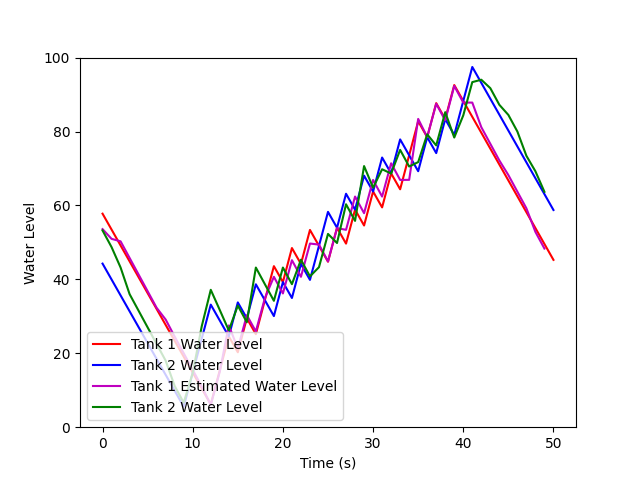 100
80
60
40
20
0
Water Level
Tank 1 Water Level
Tank 2 Water Level
Tank 1 Estimated Water Level
Tank 2 Water Level
0 10 20 30 40 50
Time (s)